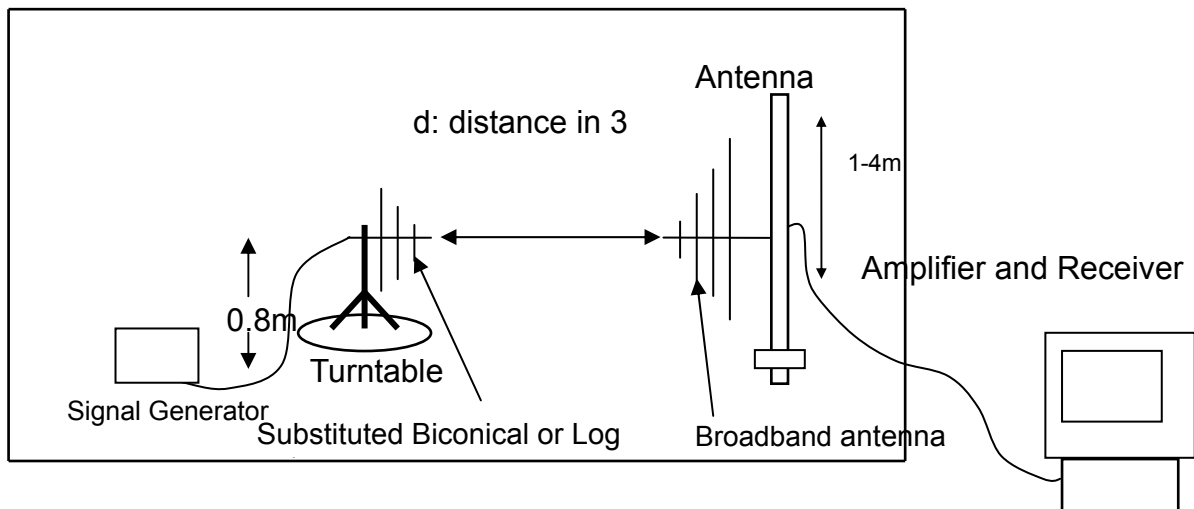 Antenna
d: distance in 3
1-4m
Amplifier and Receiver
0.8m
Turntable
Signal Generator
Substituted Biconical or Log
Broadband antenna